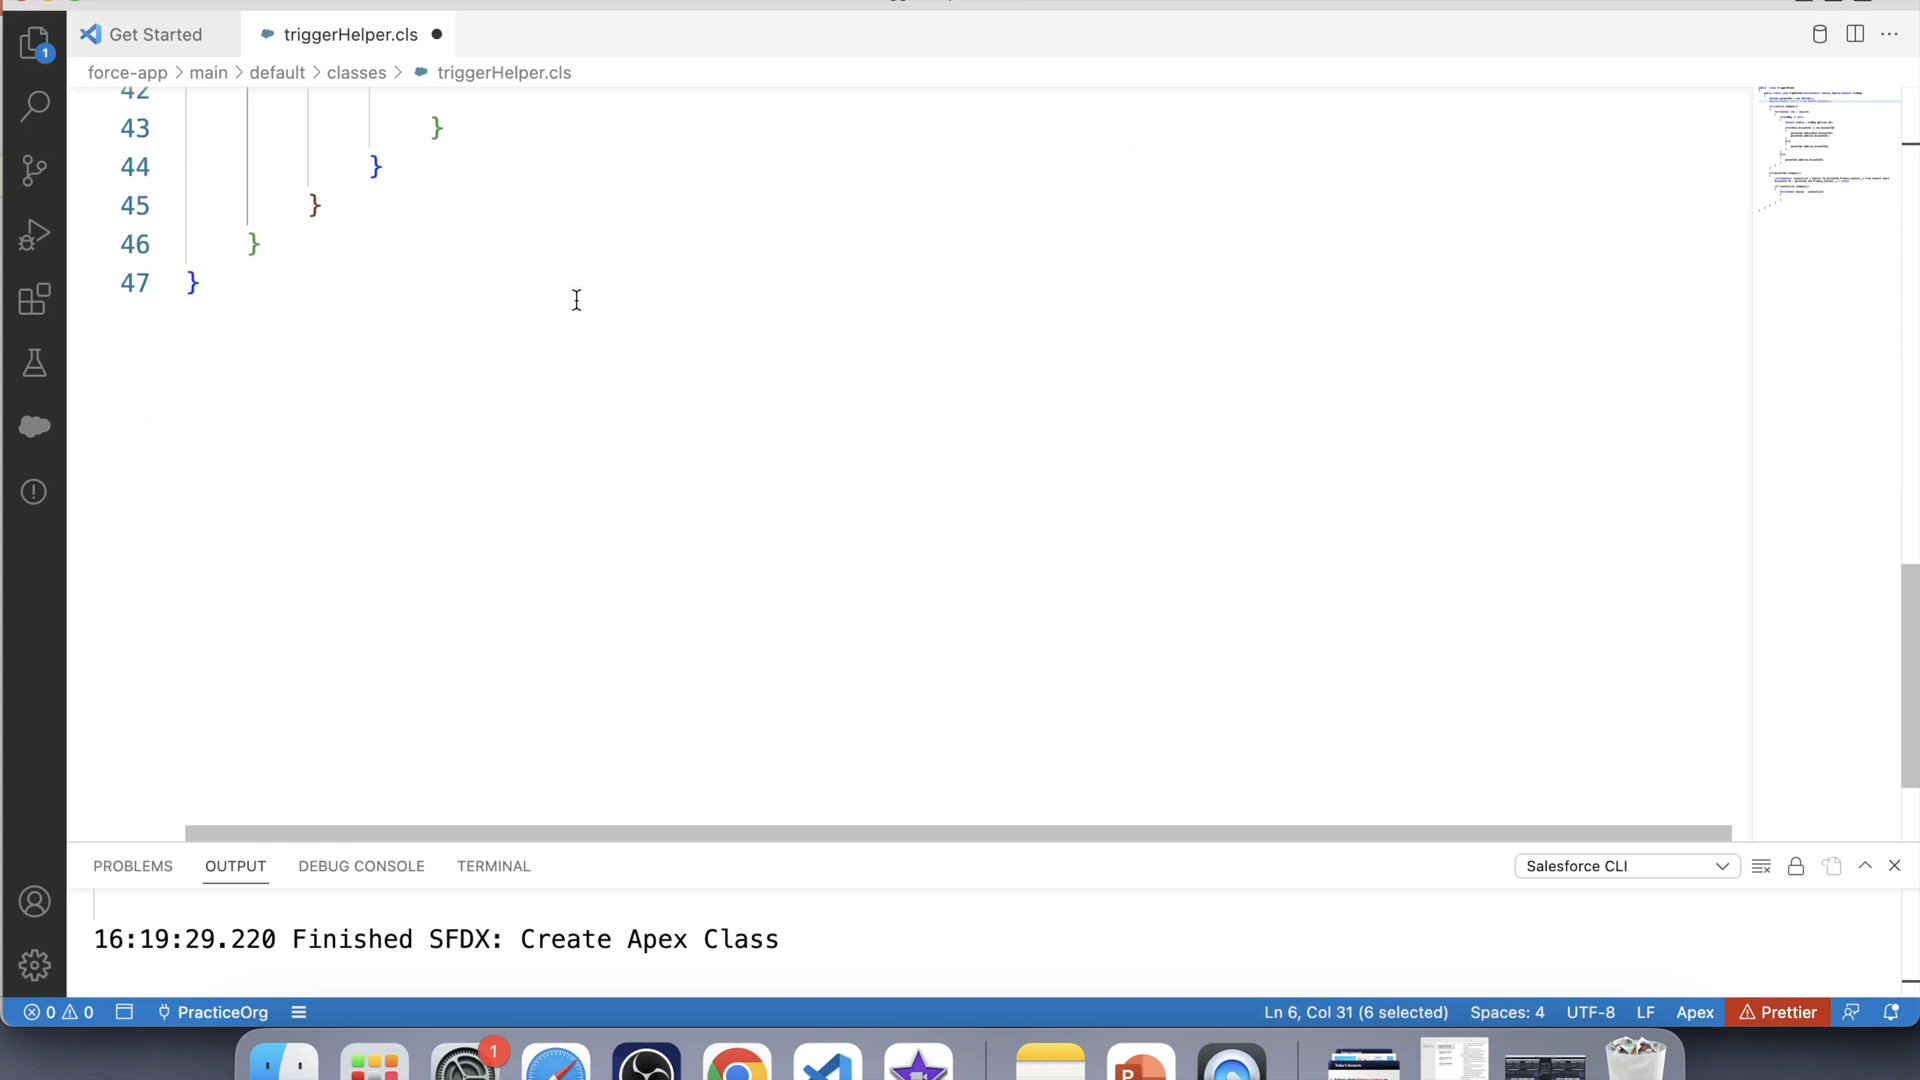 Get Started
triggerHelper.cls
1
force-app > main > default > classes > triggerHelper.cls
42
43 }
44 }
45 }
46 }
47 }
PROBLEMS OUTPUT DEBUG CONSOLE TERMINAL
Salesforce CLI
16:19:29.220 Finished SFDX: Create Apex Class
0 0 PracticeOrg
Ln 6, Col 31 (6 selected) Spaces: 4 UTF-8 LF Apex Prettier
1
P